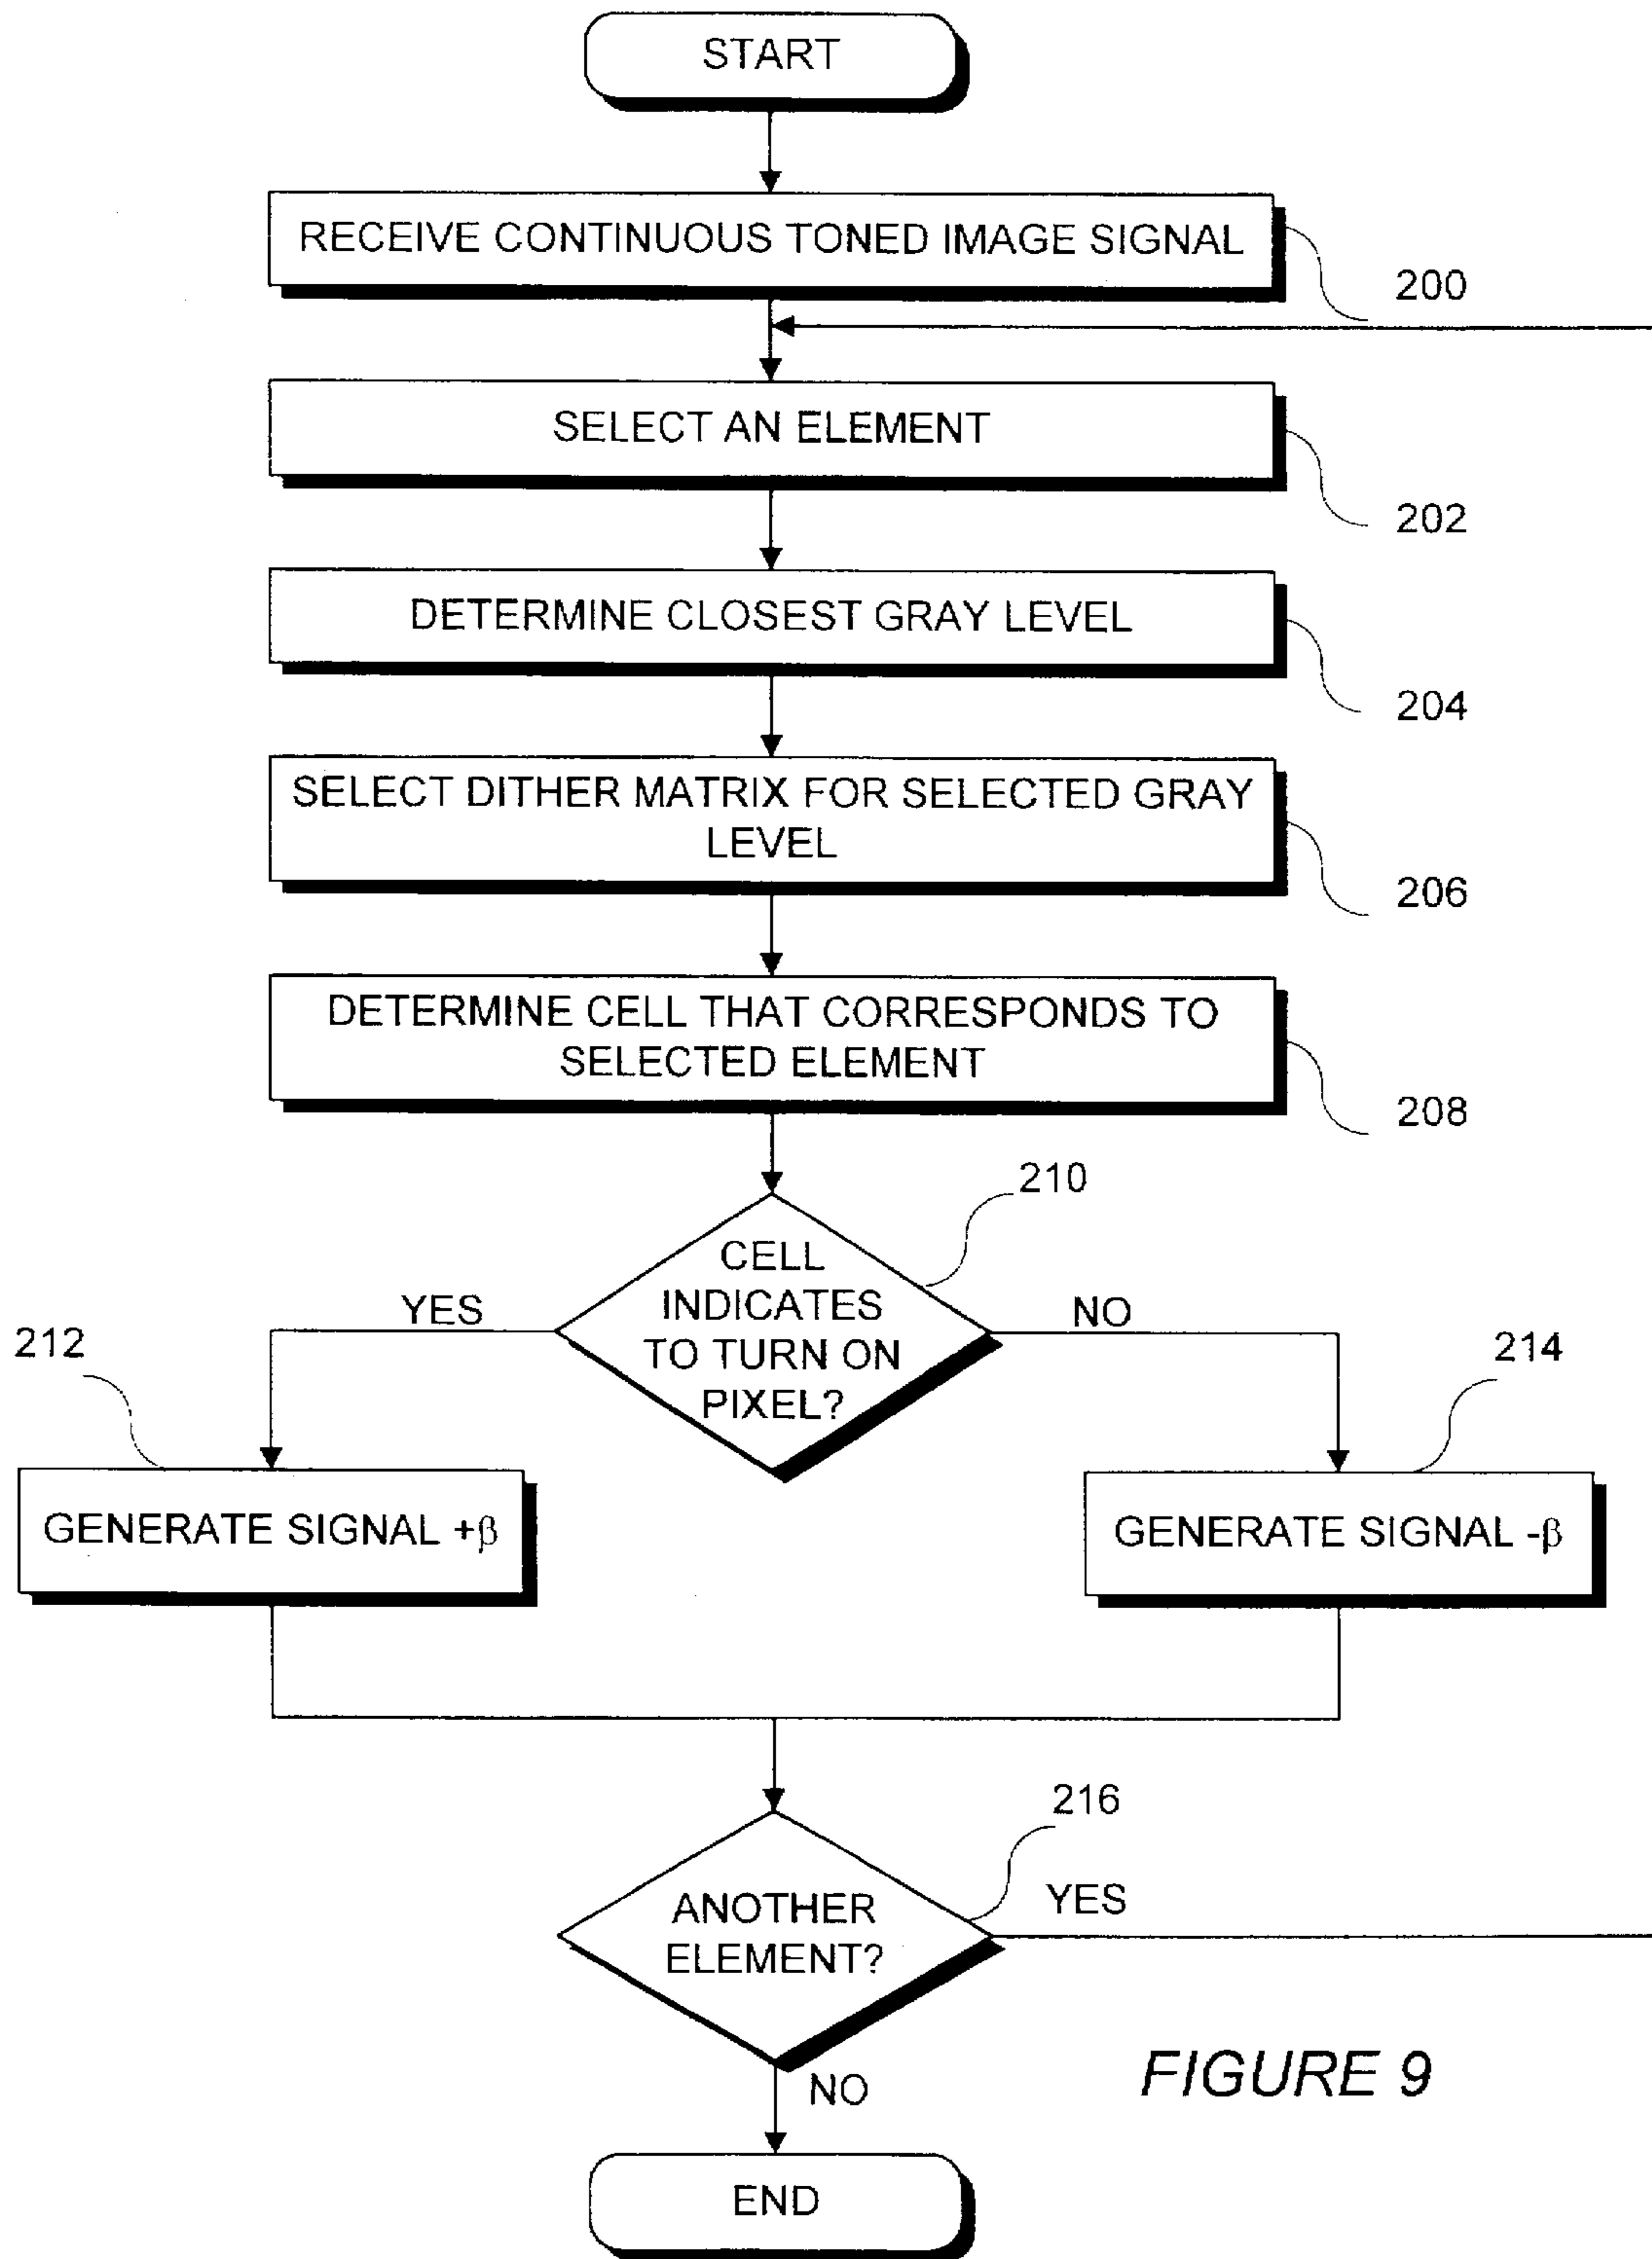 START
RECEIVE CONTINUOUS TONED IMAGE SIGNAL
200
SELECT AN ELEMENT
202
DETERMINE CLOSEST GRAY LEVEL
204
SELECT DITHER MATRIX FOR SELECTED GRAY
LEVEL
206
DETERMINE CELL THAT CORRESPONDS TO
SELECTED ELEMENT
208
210
CELL
INDICATES
TO TURN ON
PIXEL?
YES
NO
212
214
GENERATE SIGNAL +β
GENERATE SIGNAL -β
216
ANOTHER
ELEMENT?
YES
NO
FIGURE 9
END